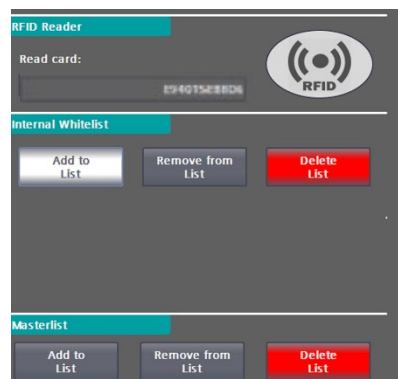 RFID Reader
Read card:
RFID
Internal Whitelist
Add to
List
Remove from
List
Delete
List
Masterlist
Add to
List
Remove from
List
Delete
List